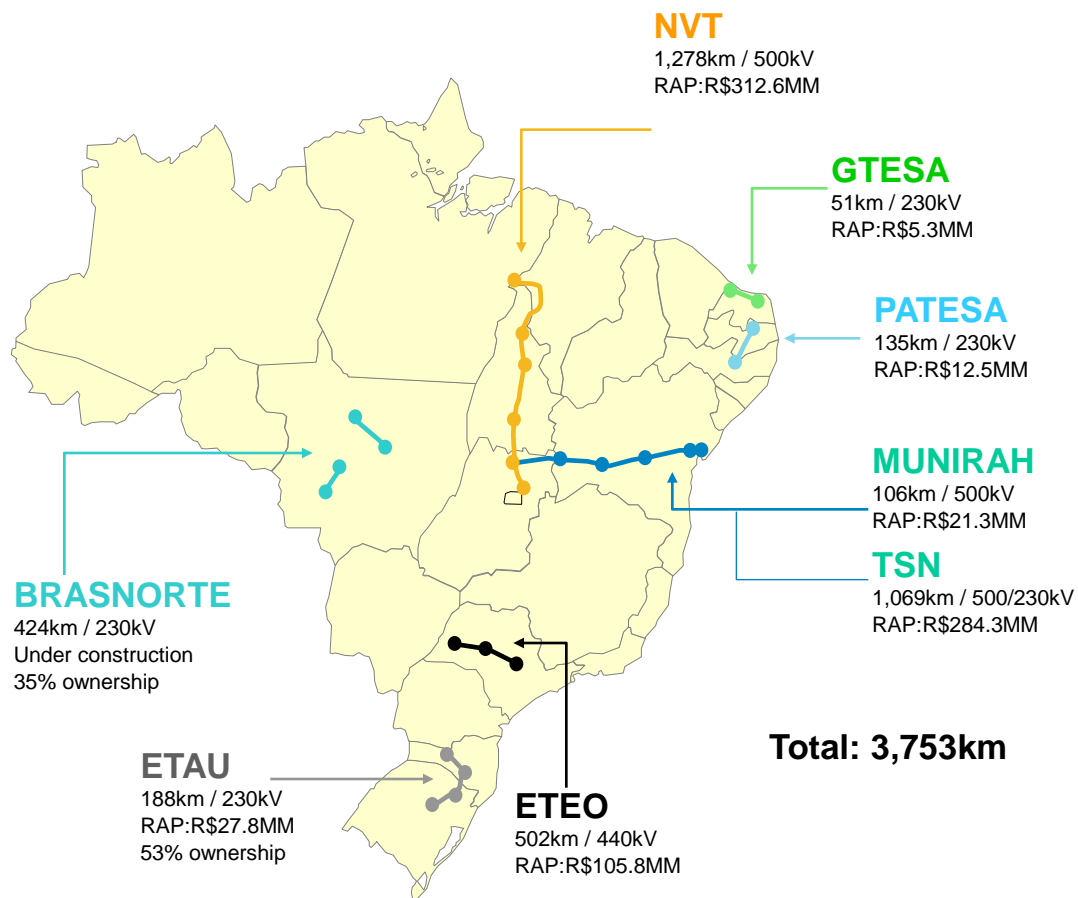 NVT
1,278km / 500kV
RAP:R$312.6MM
GTESA
51km / 230kV
RAP:R$5.3MM
PATESA
135km / 230kV
RAP:R$12.5MM
MUNIRAH
106km / 500kV
RAP:R$21.3MM
TSN
1,069km / 500/230kV
RAP:R$284.3MM
BRASNORTE
424km / 230kV
Under construction
35% ownership
Total: 3,753km
ETAU
188km / 230kV
RAP:R$27.8MM
53% ownership
ETEO
502km / 440kV
RAP:R$105.8MM